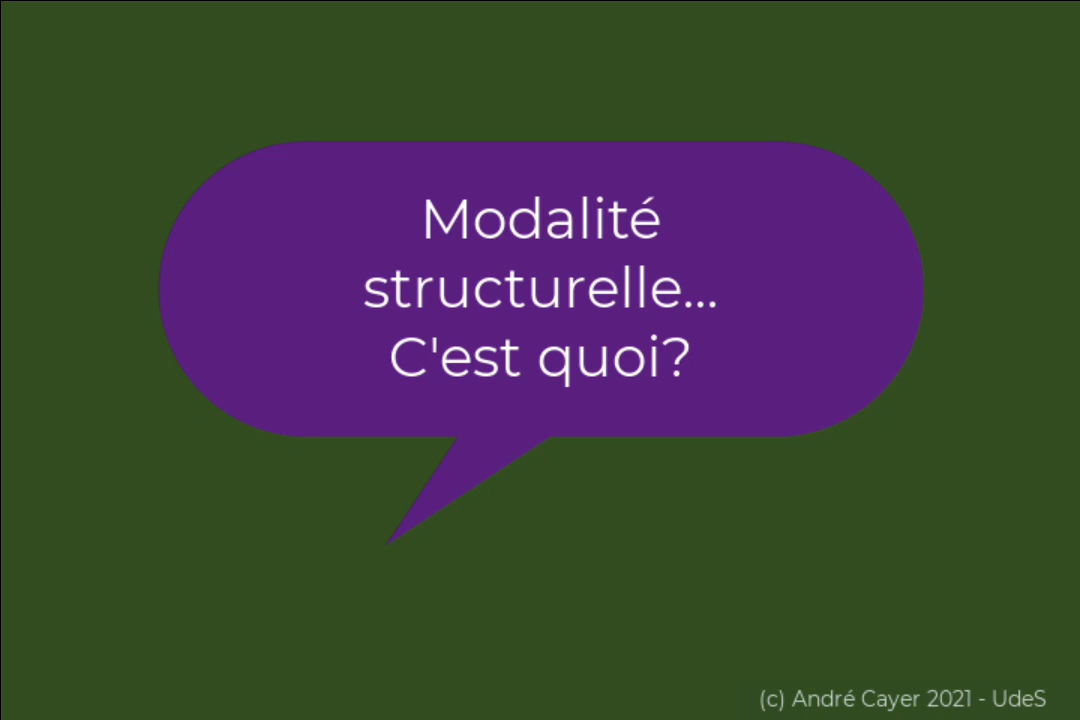 Modalité
structurelle...
C'est quoi?
(c) André Cayer 2021 - UdeS